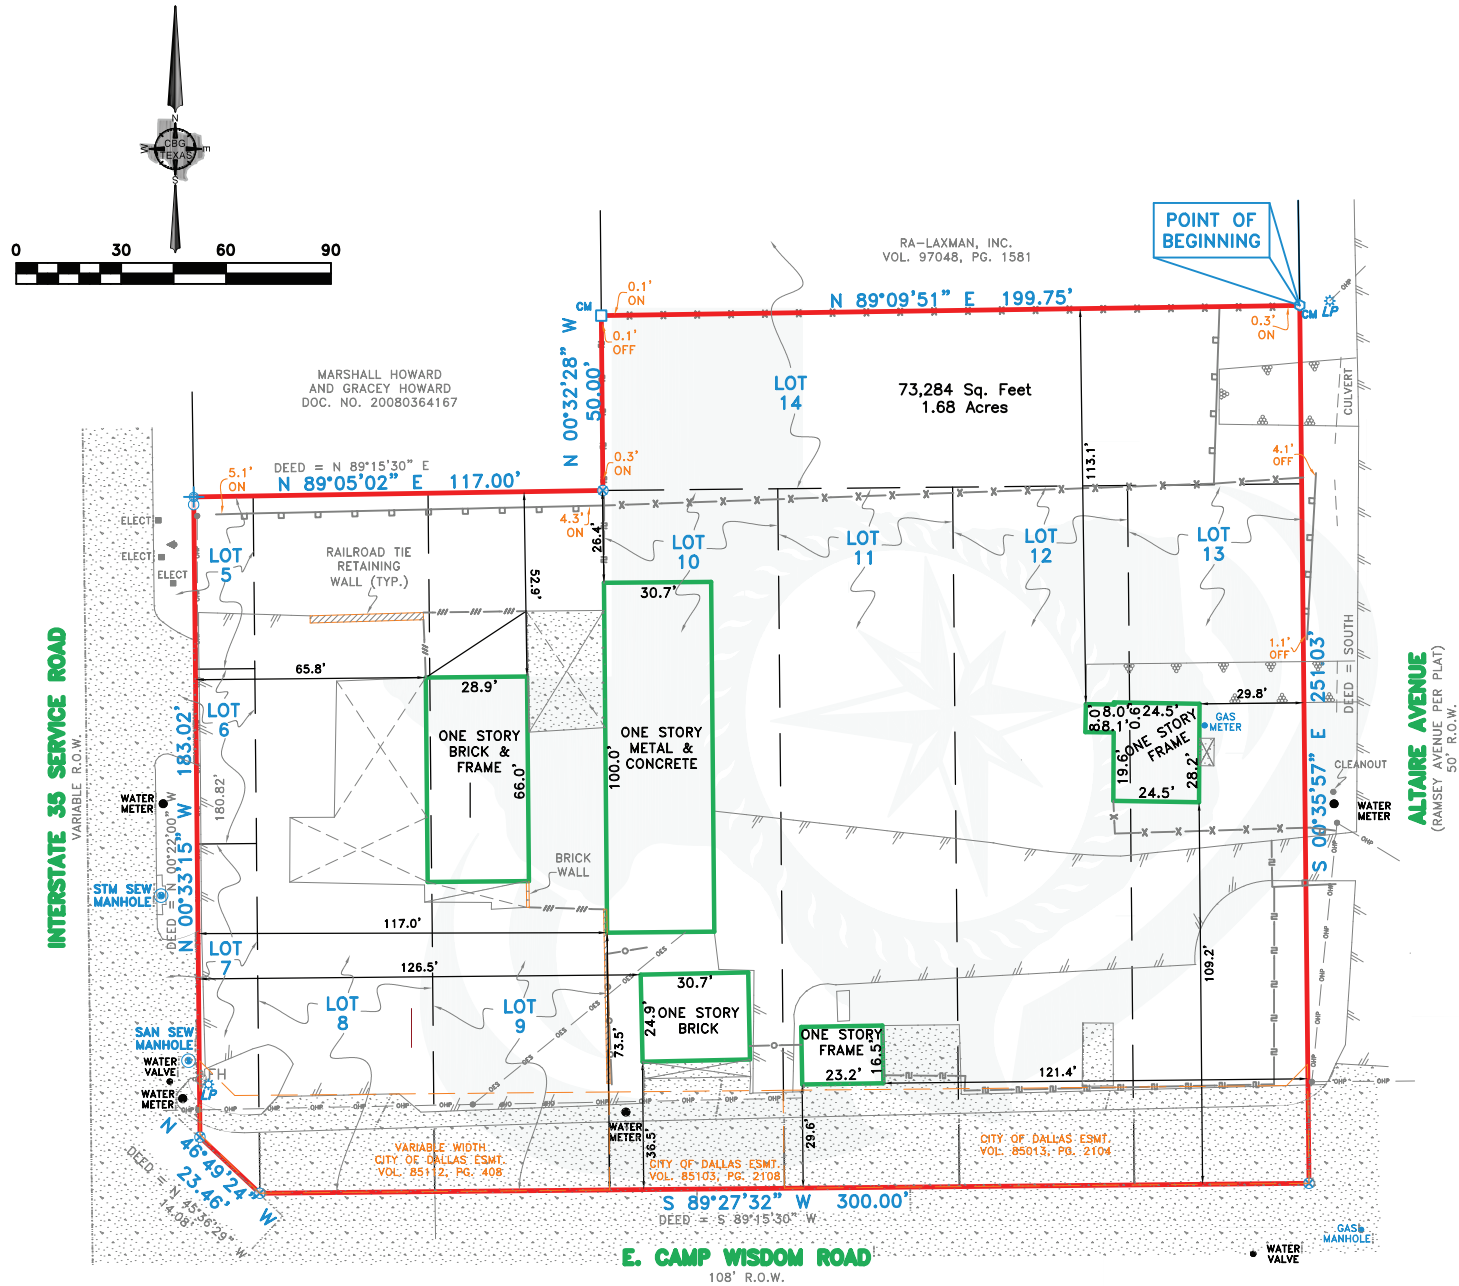 N
CBG
TEXAS
W
E
S
0 30 60 90
POINT OF
BEGINNING
RA-LAXMAN, INC.
VOL. 97048, PG. 1581
OHP
CM
0.1'
ON
N 89°09'51" E 199.75'
CM LP
0.3'
ON
0.1'
OFF
N 00°32'28" W
50.00'
MARSHALL HOWARD
AND GRACEY HOWARD
DOC. NO. 20080364167
LOT
14
73,284 Sq. Feet
1.68 Acres
CULVERT
113.1'
0.3'
ON
4.1'
OFF
DEED = N 89°15'30" E
N 89°05'02" E 117.00'
5.1'
ON
4.3'
ON
26.4'
ELECT
ELECT
ELECT
LOT
5
RAILROAD TIE
RETAINING
WALL (TYP.)
52.9'
LOT
10
LOT
11
LOT
12
LOT
13
30.7'
DEED = SOUTH
1.1'
OFF
S 00°35'57" E 251.03'
ALTAIRE AVENUE
(RAMSEY AVENUE PER PLAT)
50' R.O.W.
INTERSTATE 35 SERVICE ROAD
VARIABLE R.O.W.
65.8'
28.9'
29.8'
LOT
6
ONE STORY
BRICK &
FRAME
66.0'
ONE STORY
METAL &
CONCRETE
100.0'
8.0'
8.0'
8.1'
0.6'
24.5'
ONE STORY
FRAME
19.6'
28.2'
24.5'
GAS
METER
CLEANOUT
WATER
METER
WATER
METER
180.82'
N 00°33'15" W 183.02'
DEED = N 00°22'00" W
BRICK
WALL
STM SEW
MANHOLE
117.0'
LOT
7
126.5'
109.2'
LOT
8
LOT
9
30.7'
24.9'
ONE STORY
BRICK
73.5'
ONE STORY
FRAME
16.5'
23.2'
121.4'
SAN SEW
MANHOLE
WATER
VALVE
WATER
METER
FH
LP
OES
OHP
WATER
METER
36.5'
29.6'
N 46°49'24" W
23.46'
DEED = N 45°36'29" W
14.08'
VARIABLE WIDTH
CITY OF DALLAS ESMT.
VOL. 85112, PG. 408
CITY OF DALLAS ESMT.
VOL. 85103, PG. 2108
CITY OF DALLAS ESMT.
VOL. 85013, PG. 2104
S 89°27'32" W 300.00'
DEED = S 89°15'30" W
E. CAMP WISDOM ROAD
108' R.O.W.
GAS
MANHOLE
WATER
VALVE